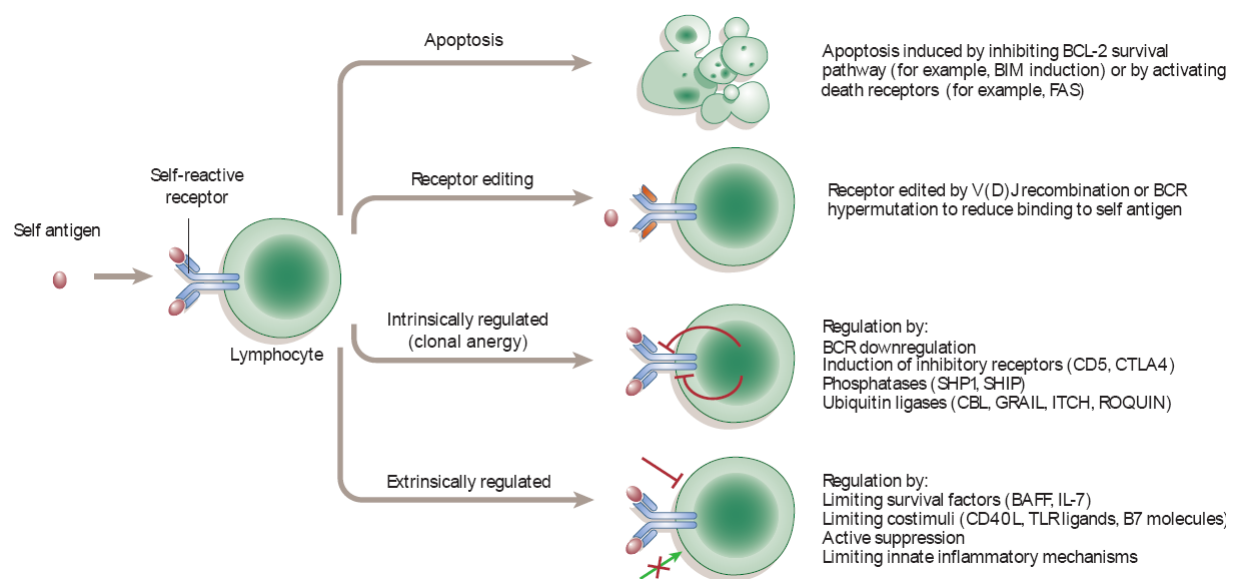 Apoptosis
Apoptosis induced by inhibiting BCL-2 survival
pathway (for example, BIM induction) or by activating
death receptors (for example, FAS)
Self-reactive
receptor
Receptor editing
Receptor edited by V(D)J recombination or BCR
hypermutation to reduce binding to self antigen
Self antigen
Lymphocyte
Intrinsically regulated
(clonal anergy)
Regulation by:
BCR downregulation
Induction of inhibitory receptors (CD5, CTLA4)
Phosphatases (SHP1, SHIP)
Ubiquitin ligases (CBL, GRAIL, ITCH, ROQUIN)
Extrinsically regulated
Regulation by:
Limiting survival factors (BAFF, IL-7)
Limiting costimuli (CD40L, TLR ligands, B7 molecules)
Active suppression
Limiting innate inflammatory mechanisms